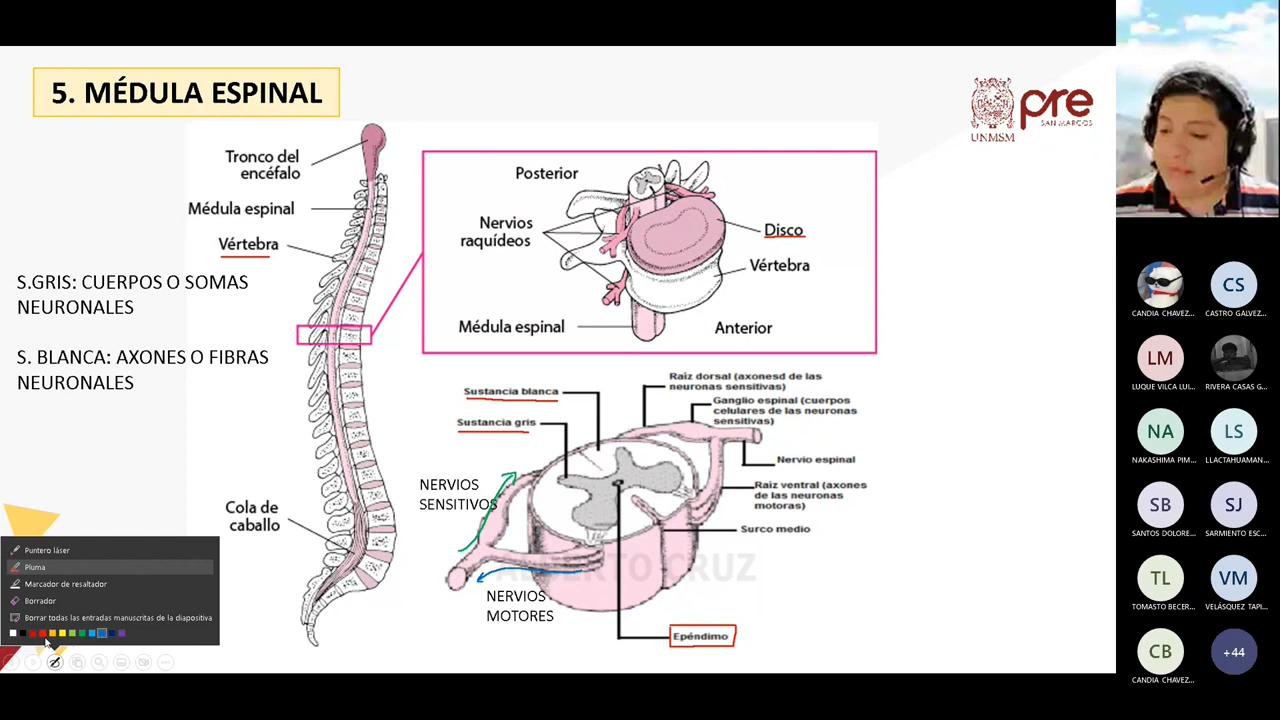 5. MÉDULA ESPINAL
pre
SAN MARCOS
UNMSM
Tronco del
encéfalo
Médula espinal
Vértebra
S.GRIS: CUERPOS O SOMAS
NEURONALES
S. BLANCA: AXONES O FIBRAS
NEURONALES
Cola de
caballo
Posterior
Nervios
raquídeos
Disco
Vértebra
Médula espinal
Anterior
Sustancia blanca
Sustancia gris
Raíz dorsal (axonesd de las
neuronas sensitivas)
Ganglio espinal (cuerpos
celulares de las neuronas
sensitivas)
Nervio espinal
Raíz ventral (axones
de las neuronas
motoras)
Surco medio
NERVIOS
SENSITIVOS
ALBERTO CRUZ
NERVIOS
MOTORES
Epéndimo
Puntero láser
Pluma
Marcador de resaltador
Borrador
Borrar todas las entradas manuscritas de la diapositiva
CS
CANDIA CHAVEZ...
CASTRO GALVEZ...
LM
LUQUE VILCA LUI...
RIVERA CASAS G...
NA
LS
NAKASHIMA PIM...
LLACTAHUAMAN...
SB
SJ
SANTOS DOLORE...
SARMIENTO ESC...
TL
VM
TOMASTO BECER...
VELÁSQUEZ TAPI...
CB
+44
CANDIA CHAVEZ...